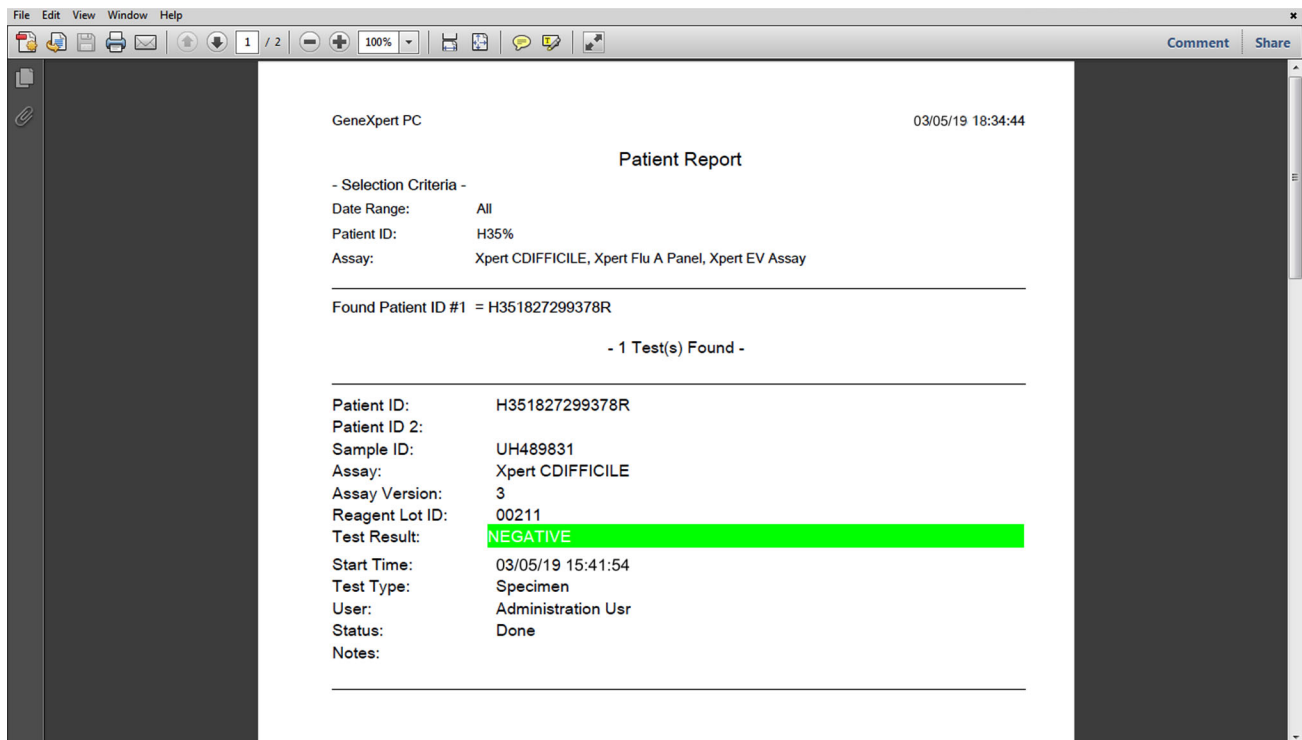 File Edit View Window Help
1 / 2 100% Comment Share
GeneXpert PC 03/05/19 18:34:44
Patient Report
- Selection Criteria -
Date Range: All
Patient ID: H35%
Assay: Xpert CDIFFICILE, Xpert Flu A Panel, Xpert EV Assay
Found Patient ID #1 = H351827299378R
- 1 Test(s) Found -
Patient ID: H351827299378R
Patient ID 2:
Sample ID: UH489831
Assay: Xpert CDIFFICILE
Assay Version: 3
Reagent Lot ID: 00211
Test Result: NEGATIVE
Start Time: 03/05/19 15:41:54
Test Type: Specimen
User: Administration Usr
Status: Done
Notes: